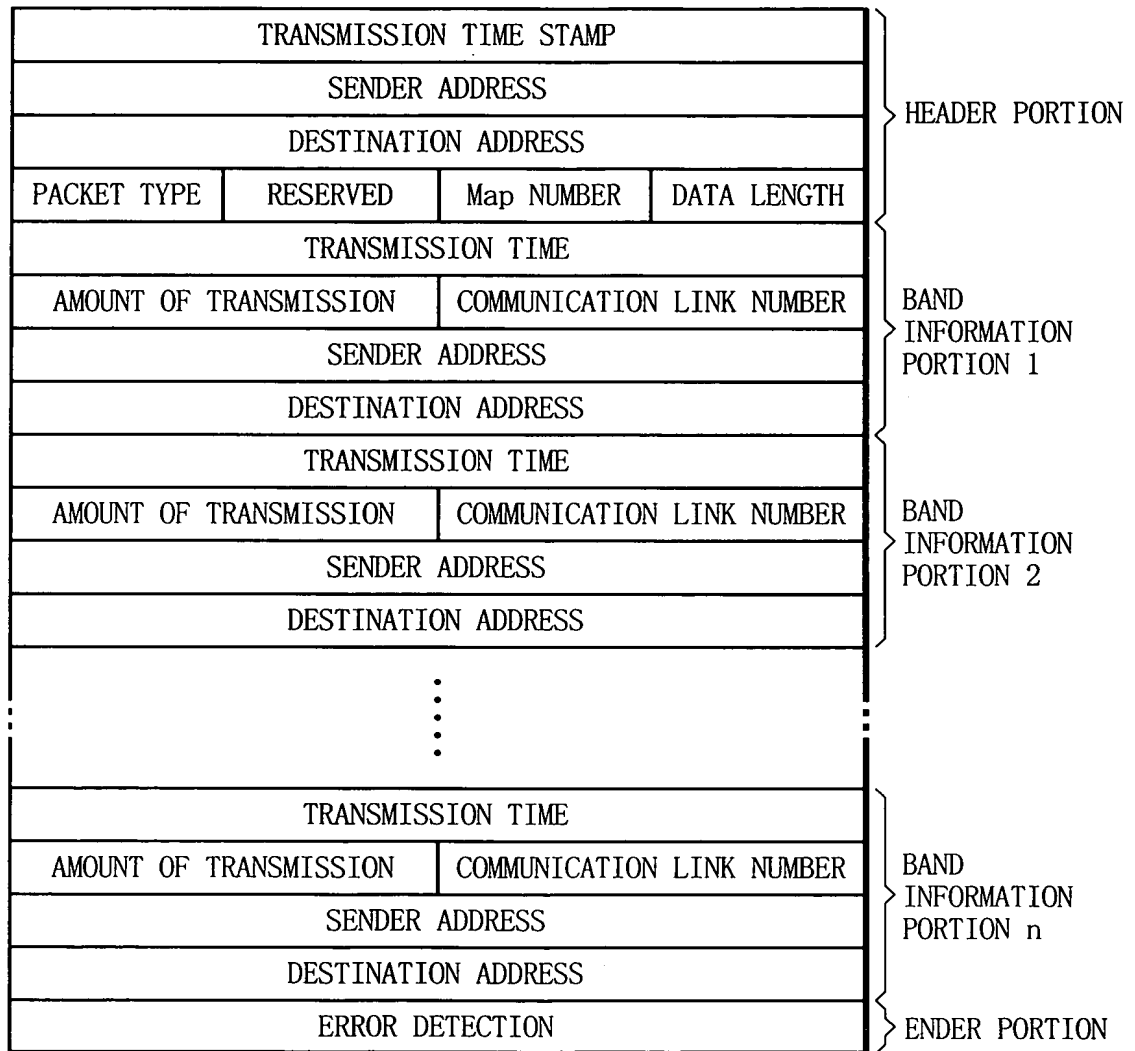 TRANSMISSION TIME STAMP
SENDER ADDRESS
DESTINATION ADDRESS
PACKET TYPE RESERVED Map NUMBER DATA LENGTH
HEADER PORTION
TRANSMISSION TIME
AMOUNT OF TRANSMISSION COMMUNICATION LINK NUMBER
SENDER ADDRESS
DESTINATION ADDRESS
BAND
INFORMATION
PORTION 1
TRANSMISSION TIME
AMOUNT OF TRANSMISSION COMMUNICATION LINK NUMBER
SENDER ADDRESS
DESTINATION ADDRESS
BAND
INFORMATION
PORTION 2
TRANSMISSION TIME
AMOUNT OF TRANSMISSION COMMUNICATION LINK NUMBER
SENDER ADDRESS
DESTINATION ADDRESS
BAND
INFORMATION
PORTION n
ERROR DETECTION
ENDER PORTION